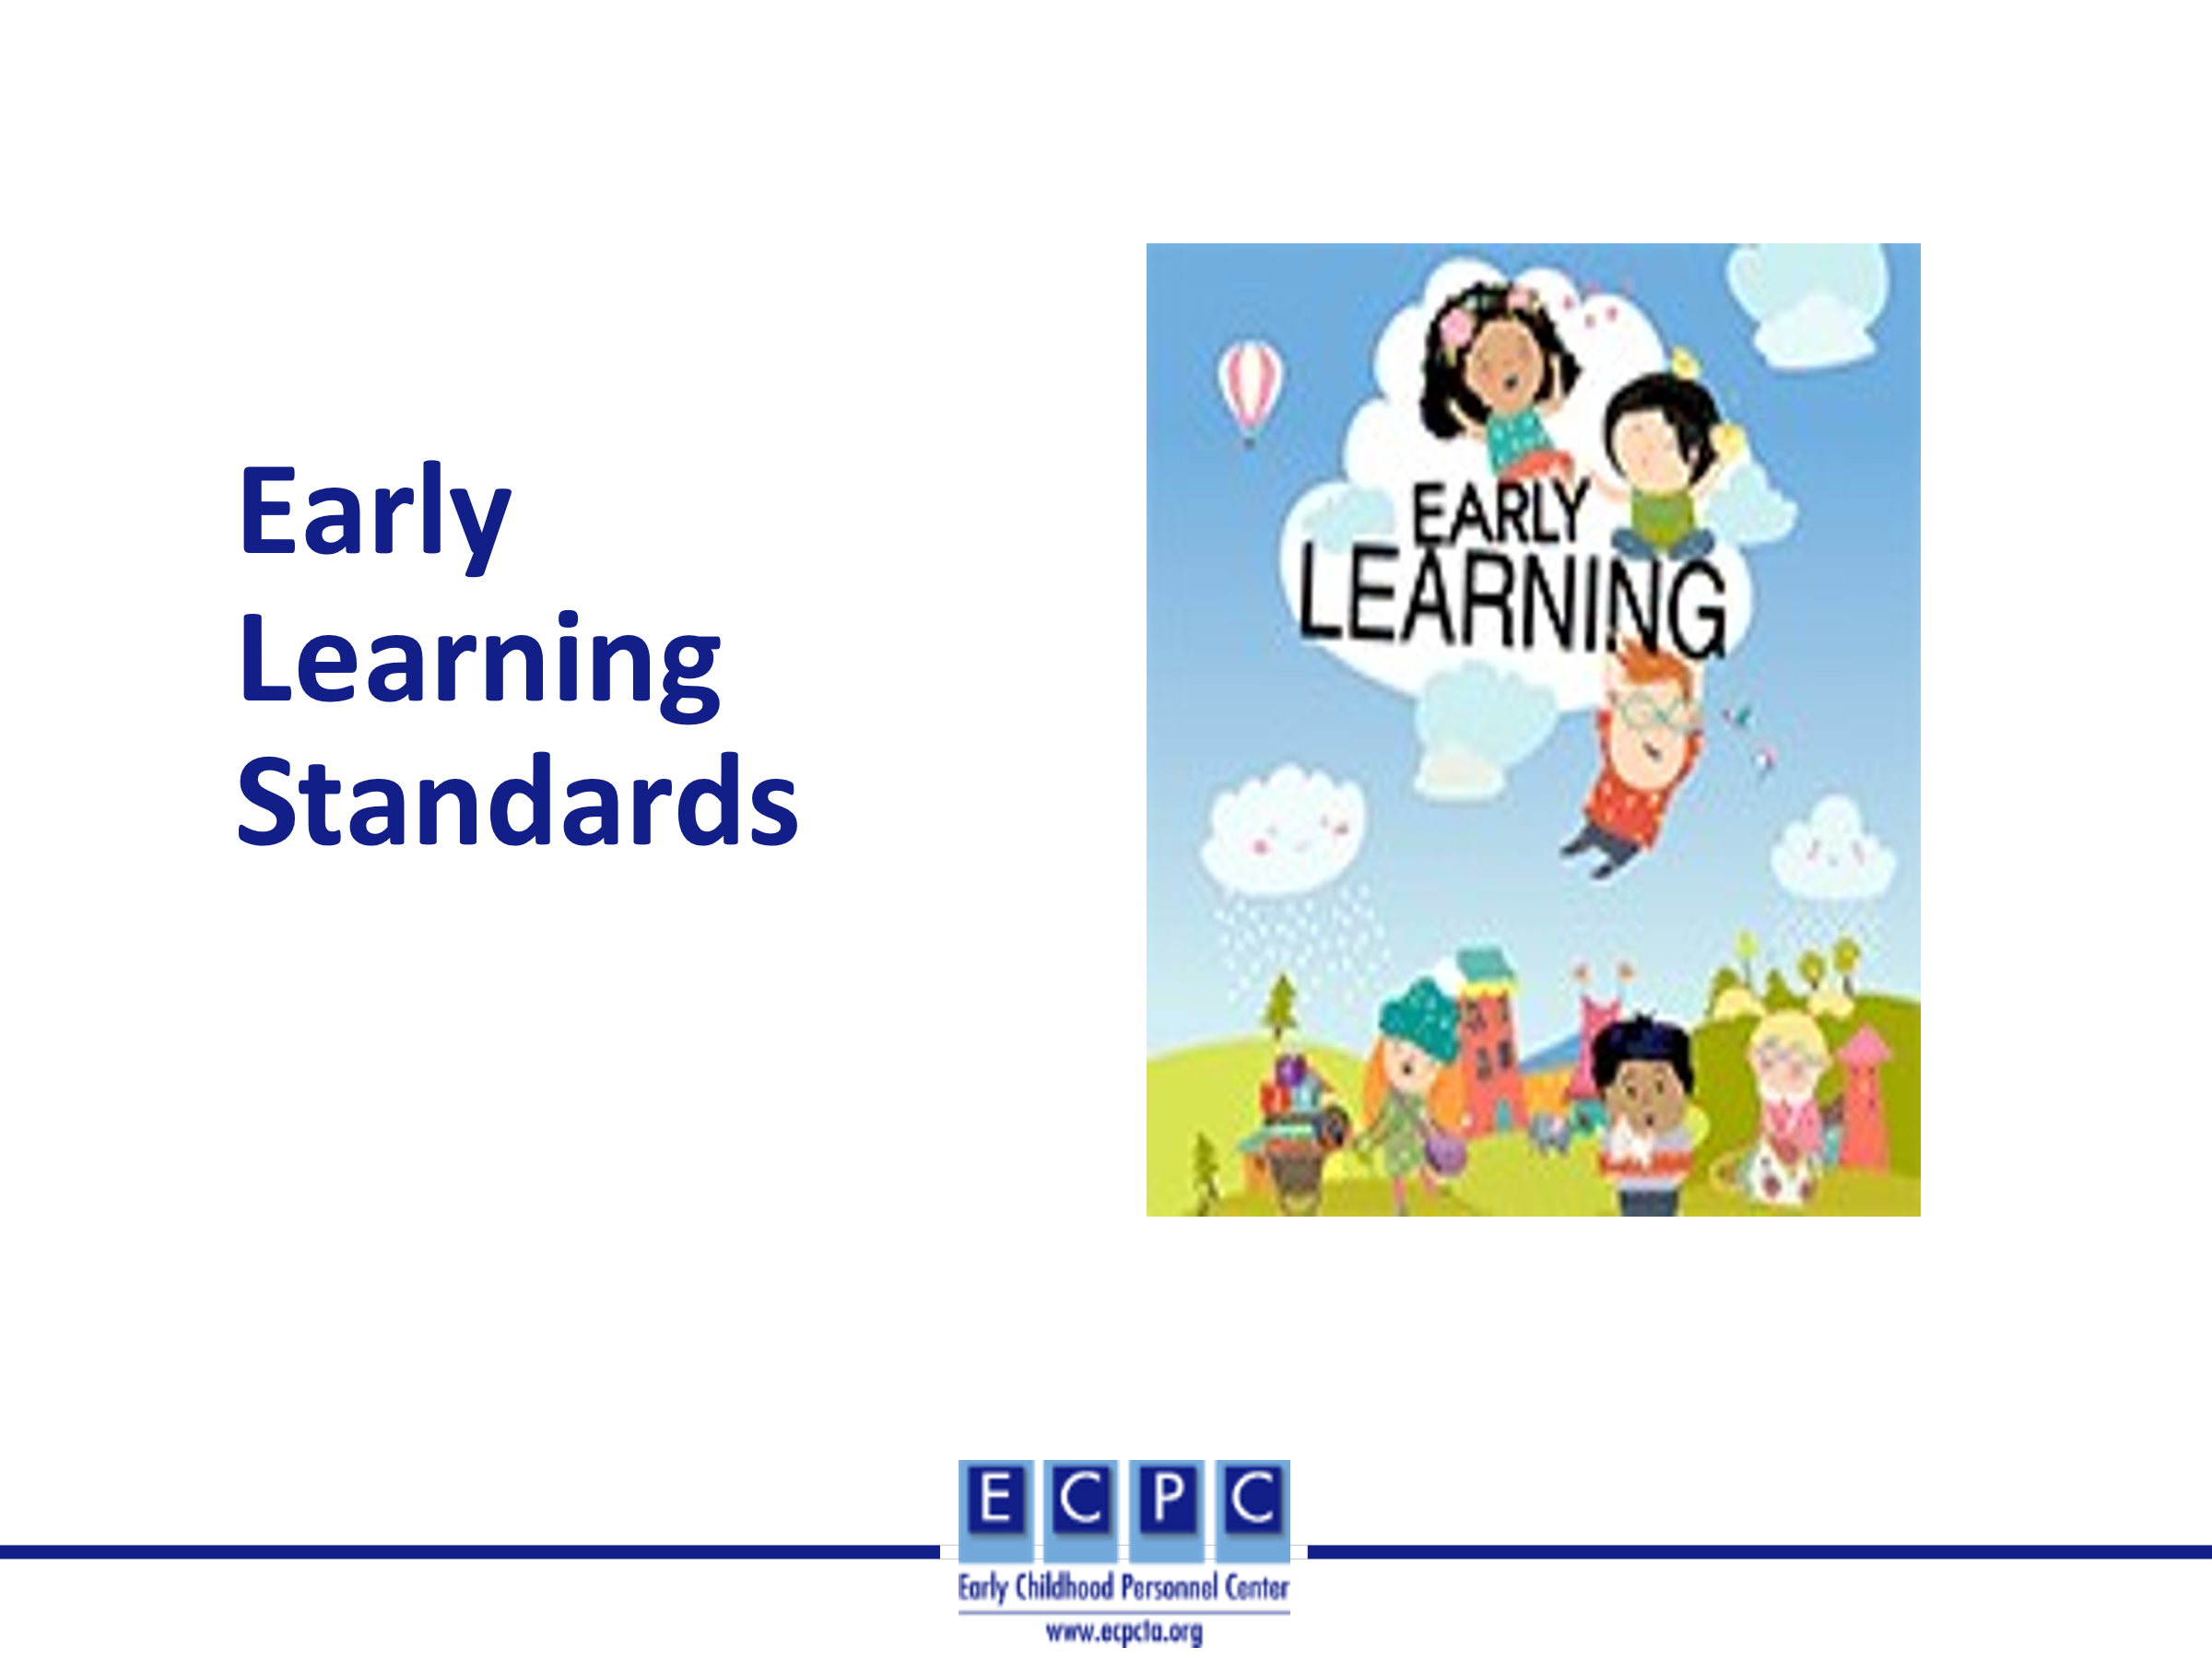 Early
Learning
Standards
EARLY
LEARNING
E C P C
Early Childhood Personnel Center
www.ecpcta.org